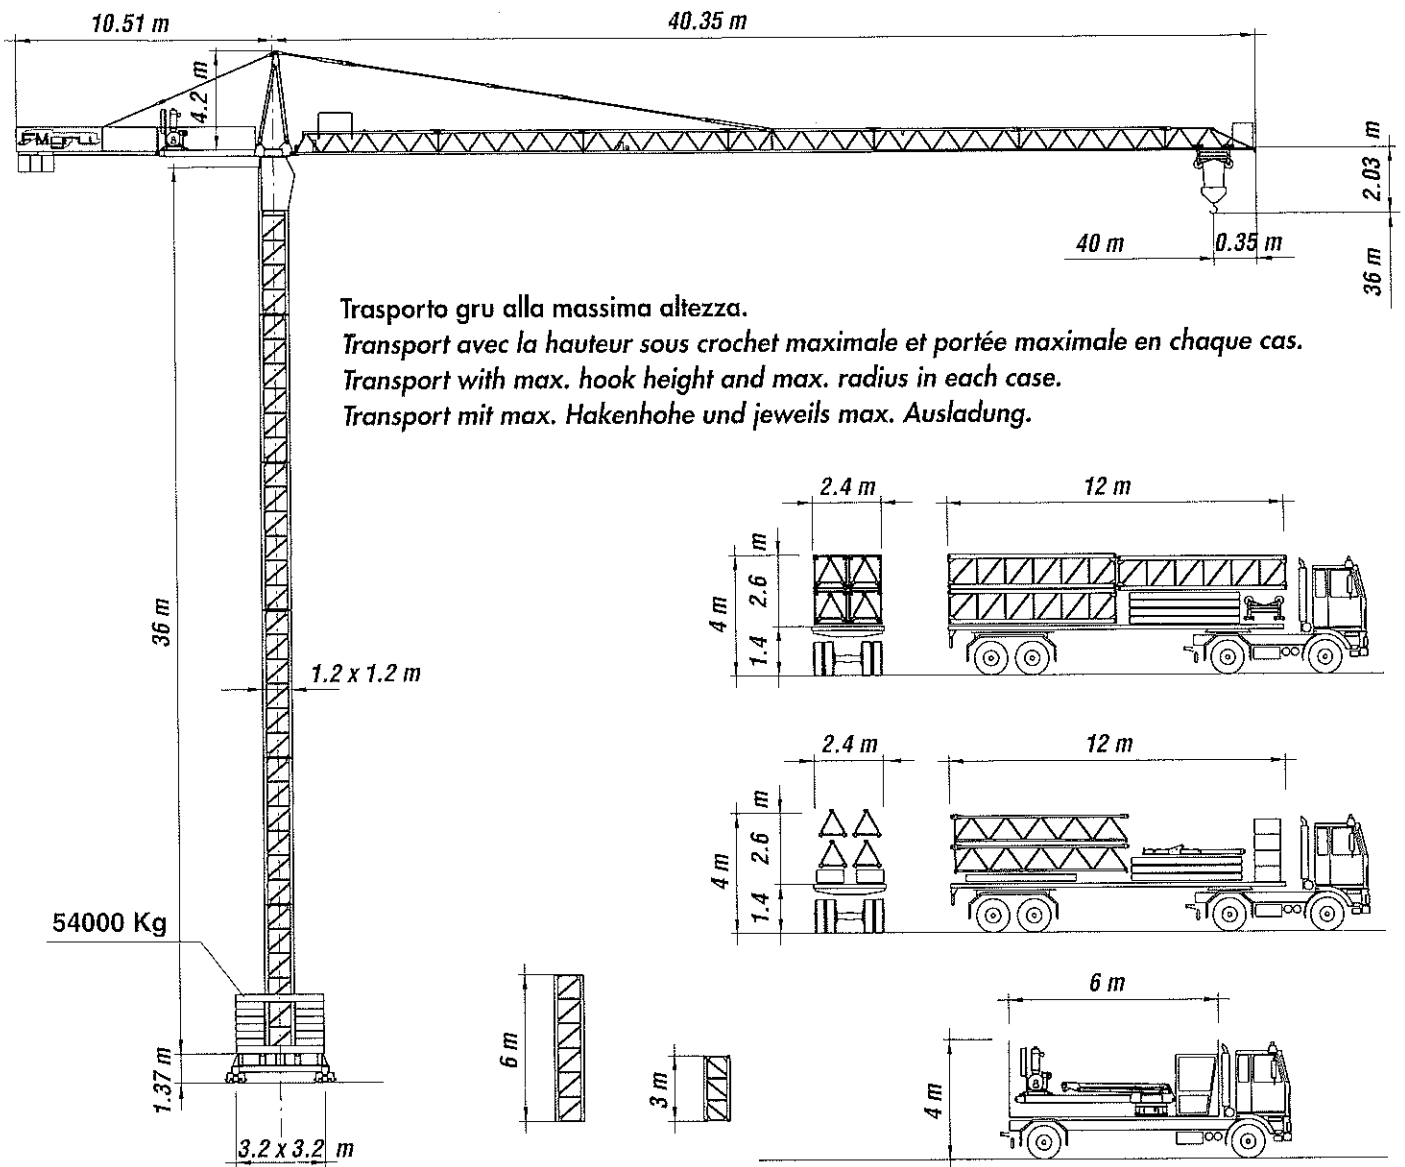 10.51 m
40.35 m
4.2 m
FM
2.03 m
40 m
0.35 m
36 m
Trasporto gru alla massima altezza.
Transport avec la hauteur sous crochet maximale et portée maximale en chaque cas.
Transport with max. hook height and max. radius in each case.
Transport mit max. Hakenhohe und jeweils max. Ausladung.
2.4 m
12 m
4 m
2.6 m
1.4
36 m
1.2 x 1.2 m
2.4 m
12 m
4 m
2.6 m
1.4
54000 Kg
6 m
3 m
6 m
4 m
1.37 m
3.2 x 3.2 m